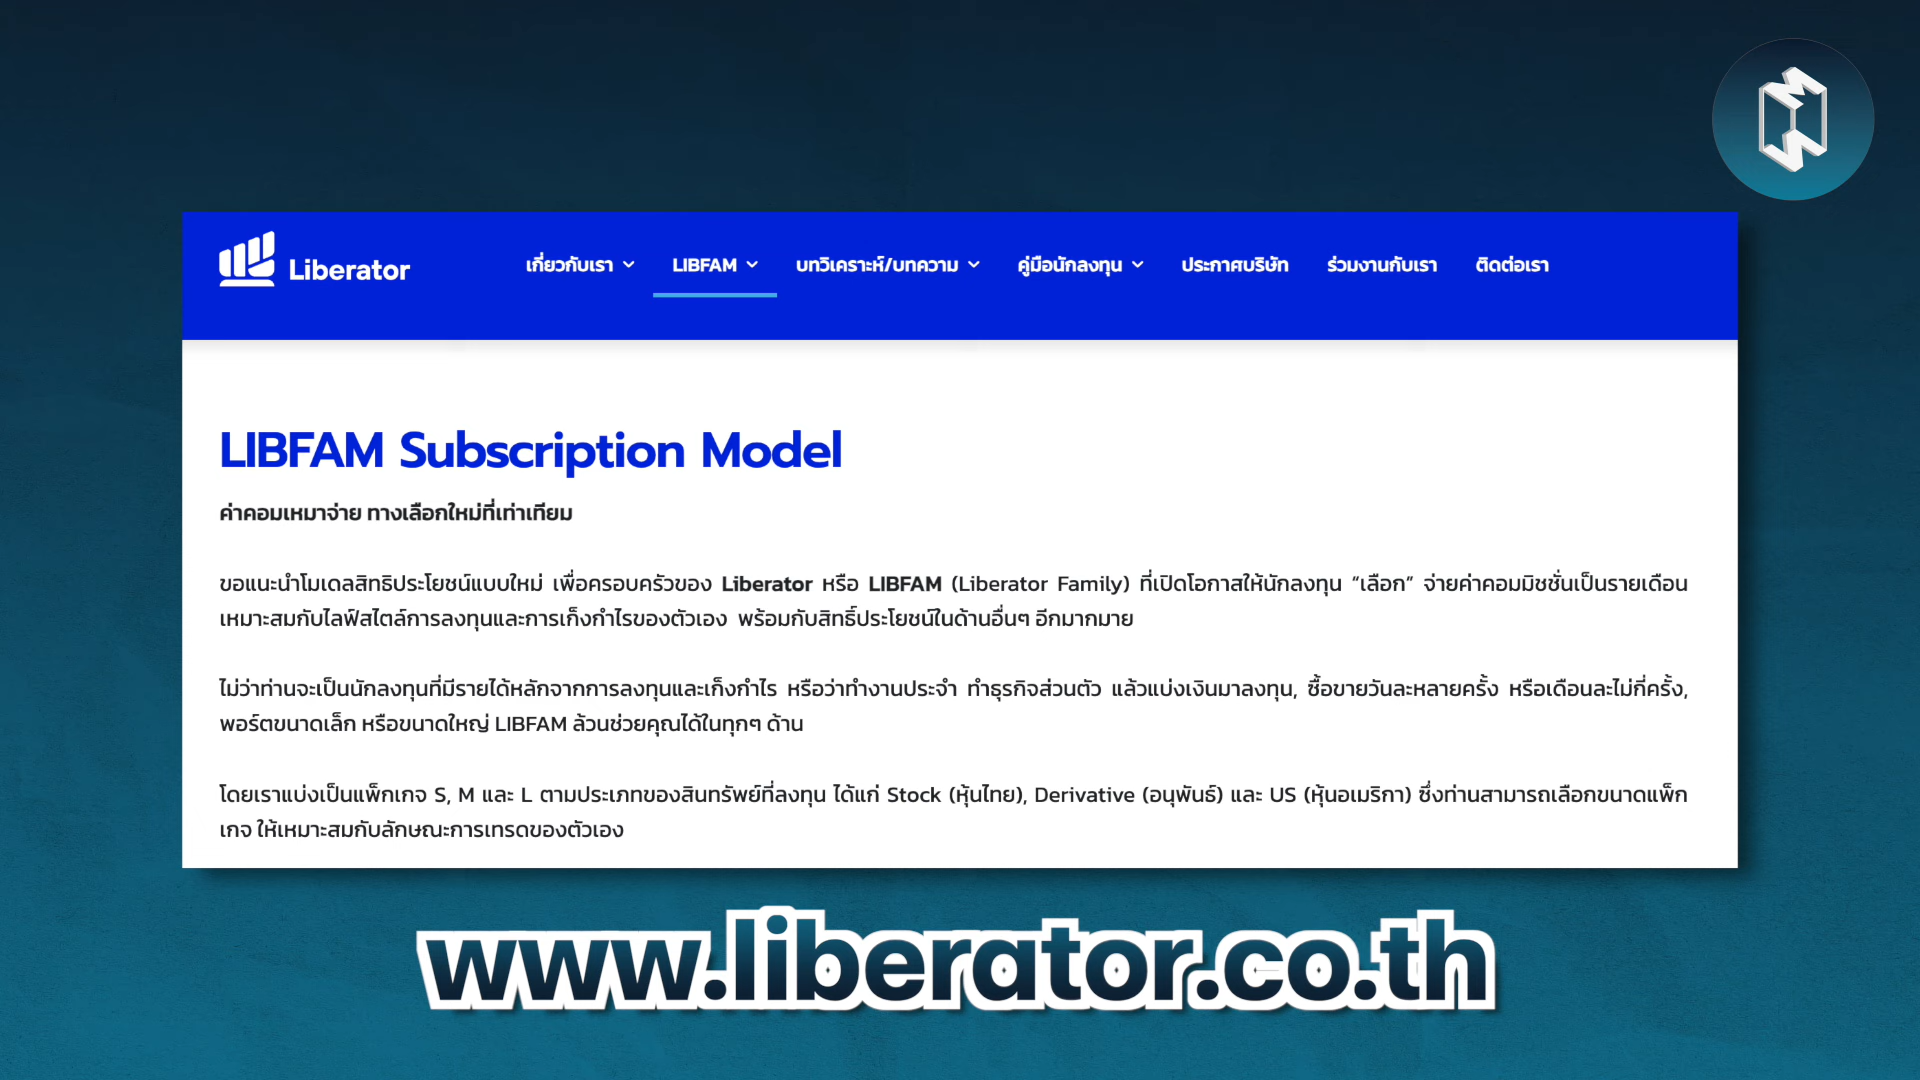 Liberator
เกี่ยวกับเรา LIBFAM บทวิเคราะห์/บทความ คู่มือนักลงทุน ประกาศบริษัท ร่วมงานกับเรา ติดต่อเรา
LIBFAM Subscription Model
ค่าคอมเหมาจ่าย ทางเลือกใหม่ที่เท่าเทียม
ขอแนะนำโมเดลสิทธิประโยชน์แบบใหม่ เพื่อครอบครัวของ Liberator หรือ LIBFAM (Liberator Family) ที่เปิดโอกาสให้นักลงทุน “เลือก” จ่ายค่าคอมมิชชั่นเป็นรายเดือน
เหมาะสมกับไลฟ์สไตล์การลงทุนและการเก็งกำไรของตัวเอง พร้อมกับสิทธิ์ประโยชน์ในด้านอื่นๆ อีกมากมาย
ไม่ว่าท่านจะเป็นนักลงทุนที่มีรายได้หลักจากการลงทุนและเก็งกำไร หรือว่าทำงานประจำ ทำธุรกิจส่วนตัว แล้วแบ่งเงินมาลงทุน, ซื้อขายวันละหลายครั้ง หรือเดือนละไม่กี่ครั้ง,
พอร์ตขนาดเล็ก หรือขนาดใหญ่ LIBFAM ล้วนช่วยคุณได้ในทุกๆ ด้าน
โดยเราแบ่งเป็นแพ็กเกจ S, M และ L ตามประเภทของสินทรัพย์ที่ลงทุน ได้แก่ Stock (หุ้นไทย), Derivative (อนุพันธ์) และ US (หุ้นอเมริกา) ซึ่งท่านสามารถเลือกขนาดแพ็ก
เกจ ให้เหมาะสมกับลักษณะการเทรดของตัวเอง
www.liberator.co.th